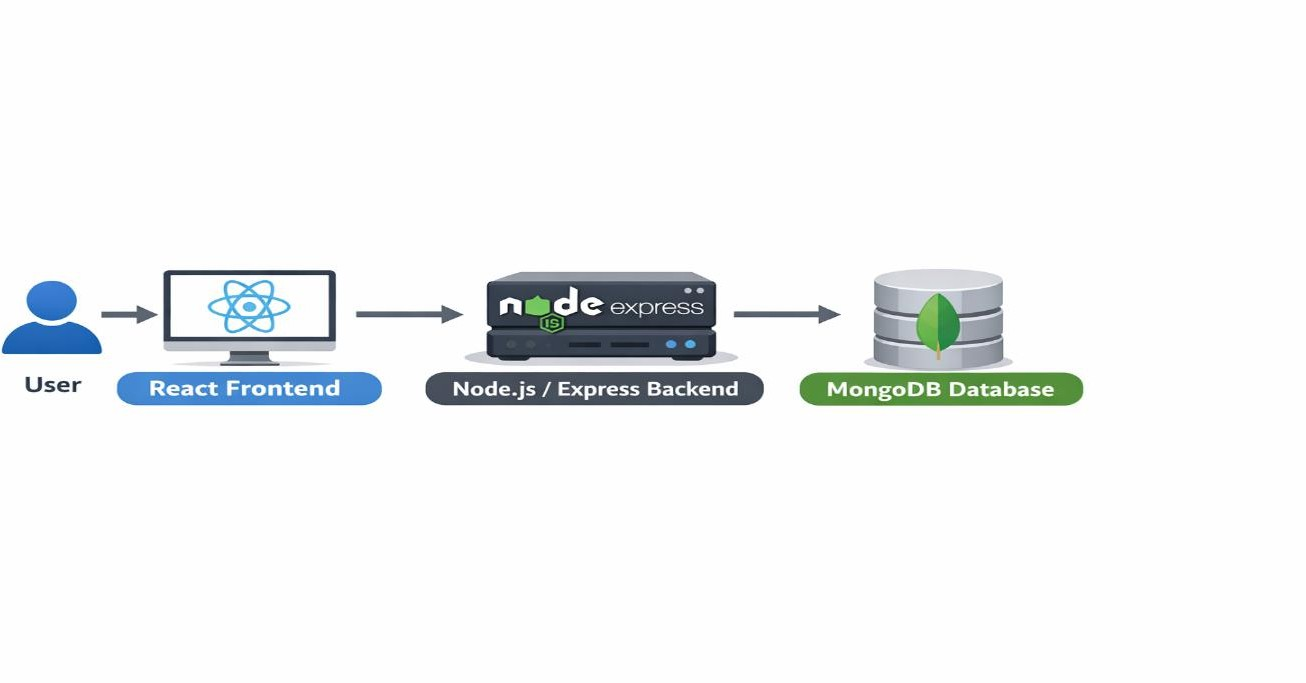 node express
JS
User
React Frontend
Node.js / Express Backend
MongoDB Database